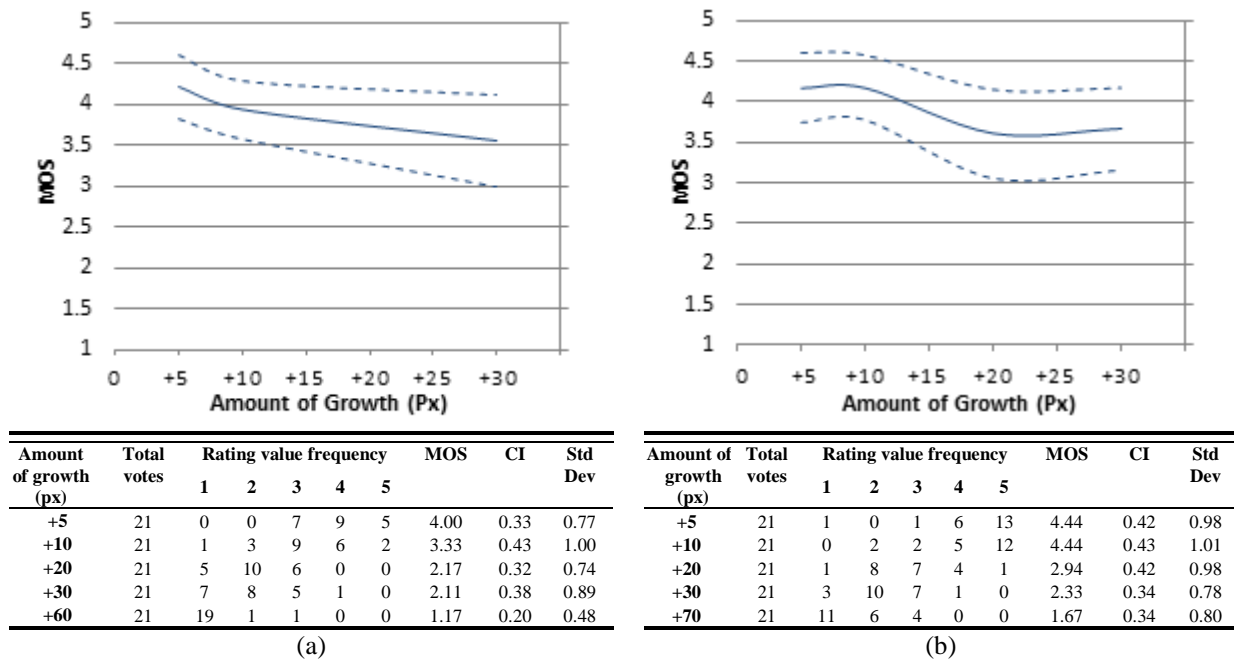 5
4.5
4
3.5
3
2.5
2
1.5
1
MOS
0 +5 +10 +15 +20 +25 +30
Amount of Growth (Px)
5
4.5
4
3.5
3
2.5
2
1.5
1
MOS
0 +5 +10 +15 +20 +25 +30
Amount of Growth (Px)
Amount of growth (px) Total votes Rating value frequency MOS CI Std Dev
1 2 3 4 5
+5 21 0 0 7 9 5 4.00 0.33 0.77
+10 21 1 3 9 6 2 3.33 0.43 1.00
+20 21 5 10 6 0 0 2.17 0.32 0.74
+30 21 7 8 5 1 0 2.11 0.38 0.89
+60 21 19 1 1 0 0 1.17 0.20 0.48
(a)
Amount of growth (px) Total votes Rating value frequency MOS CI Std Dev
1 2 3 4 5
+5 21 1 0 1 6 13 4.44 0.42 0.98
+10 21 0 2 2 5 12 4.44 0.43 1.01
+20 21 1 8 7 4 1 2.94 0.42 0.98
+30 21 3 10 7 1 0 2.33 0.34 0.78
+70 21 11 6 4 0 0 1.67 0.34 0.80
(b)